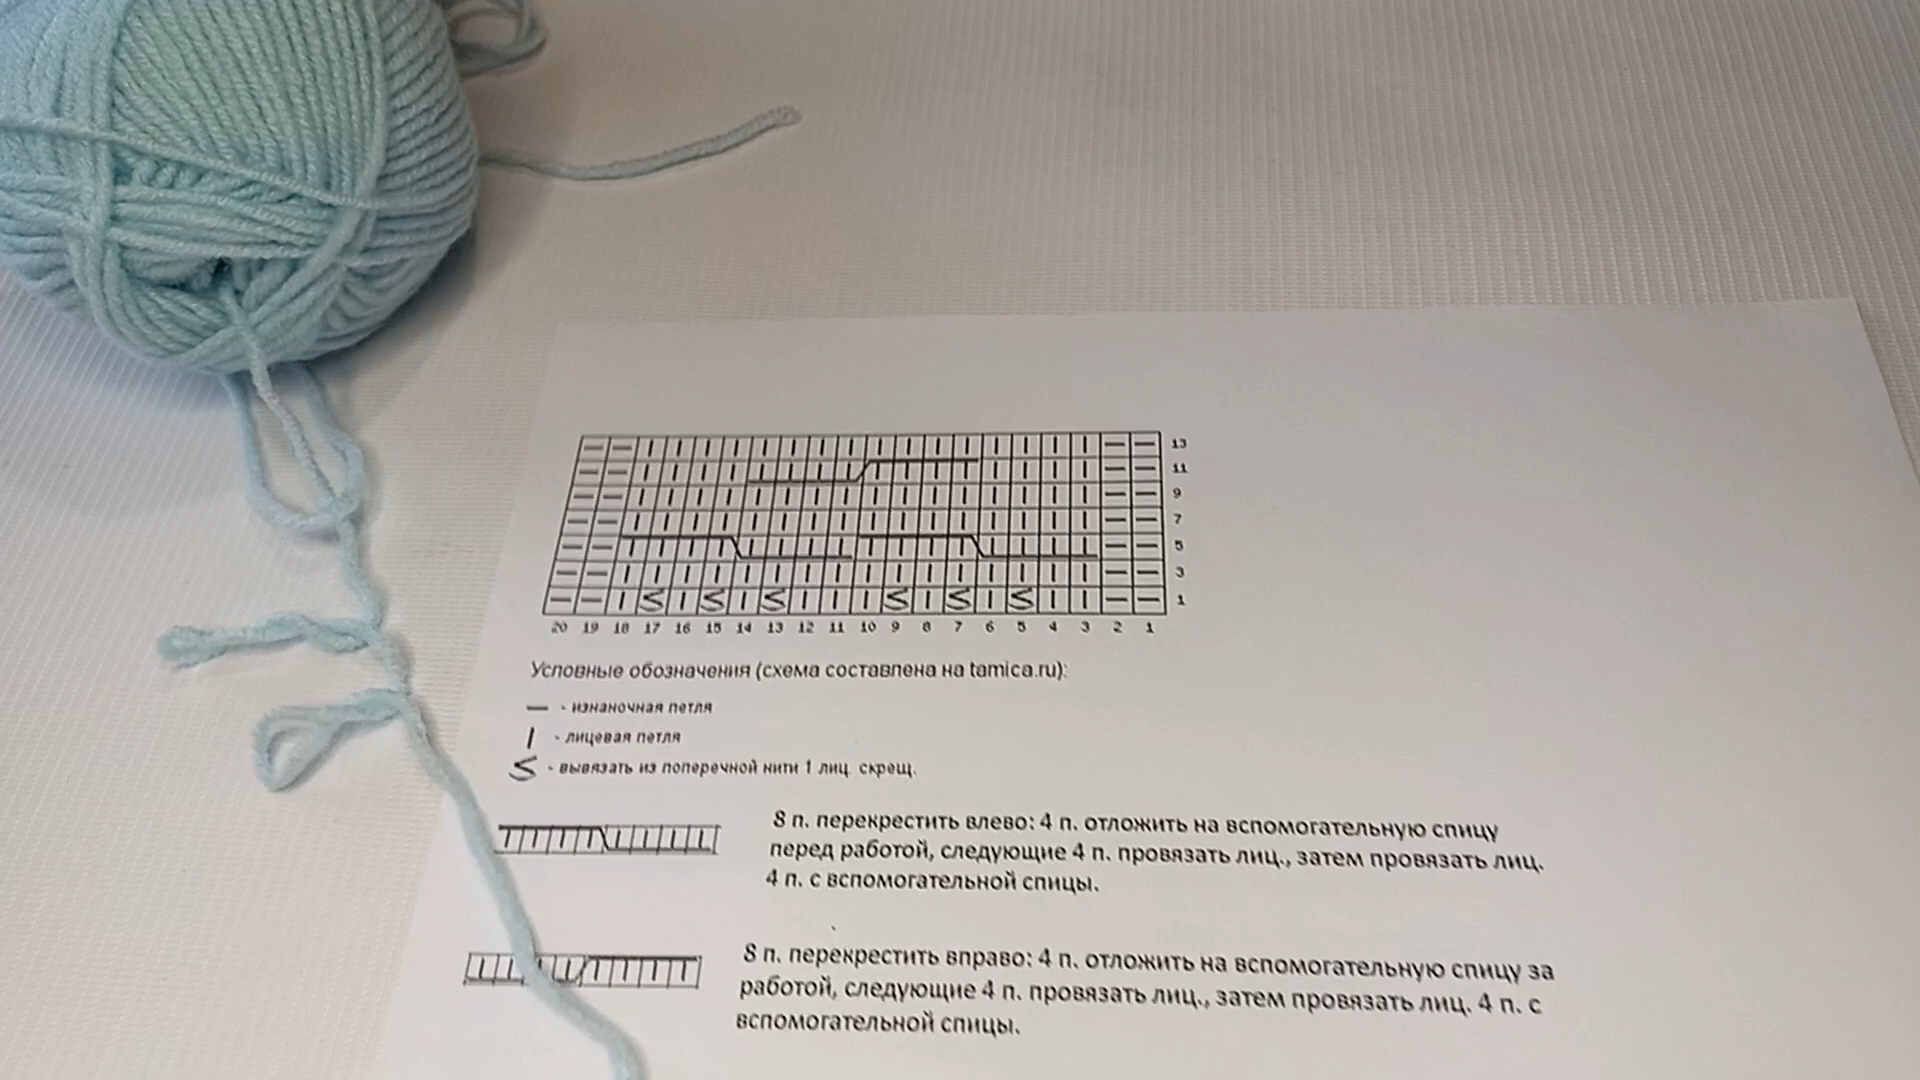 13
11
9
7
5
3
1
20 19 18 17 16 15 14 13 12 11 10 9 8 7 6 5 4 3 2 1
Условные обозначения (схема составлена на tamica.ru):
— - изнаночная петля
| - лицевая петля
≤ - вывязать из поперечной нити 1 лиц. скрещ.
8 п. перекрестить влево: 4 п. отложить на вспомогательную спицу
перед работой, следующие 4 п. провязать лиц., затем провязать лиц.
4 п. с вспомогательной спицы.
8 п. перекрестить вправо: 4 п. отложить на вспомогательную спицу за
работой, следующие 4 п. провязать лиц., затем провязать лиц. 4 п. с
вспомогательной спицы.